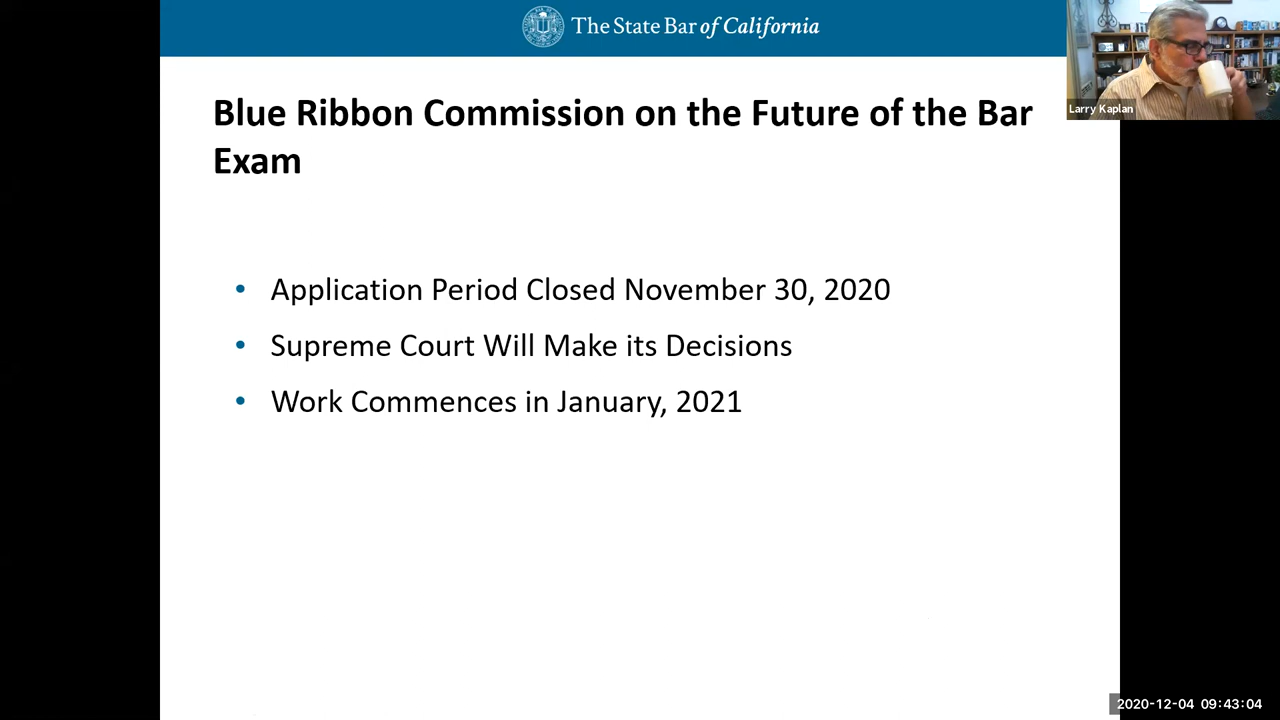 The State Bar of California
Larry Kaplan
Blue Ribbon Commission on the Future of the Bar
Exam
• Application Period Closed November 30, 2020
• Supreme Court Will Make its Decisions
• Work Commences in January, 2021
2020-12-04 09:43:04